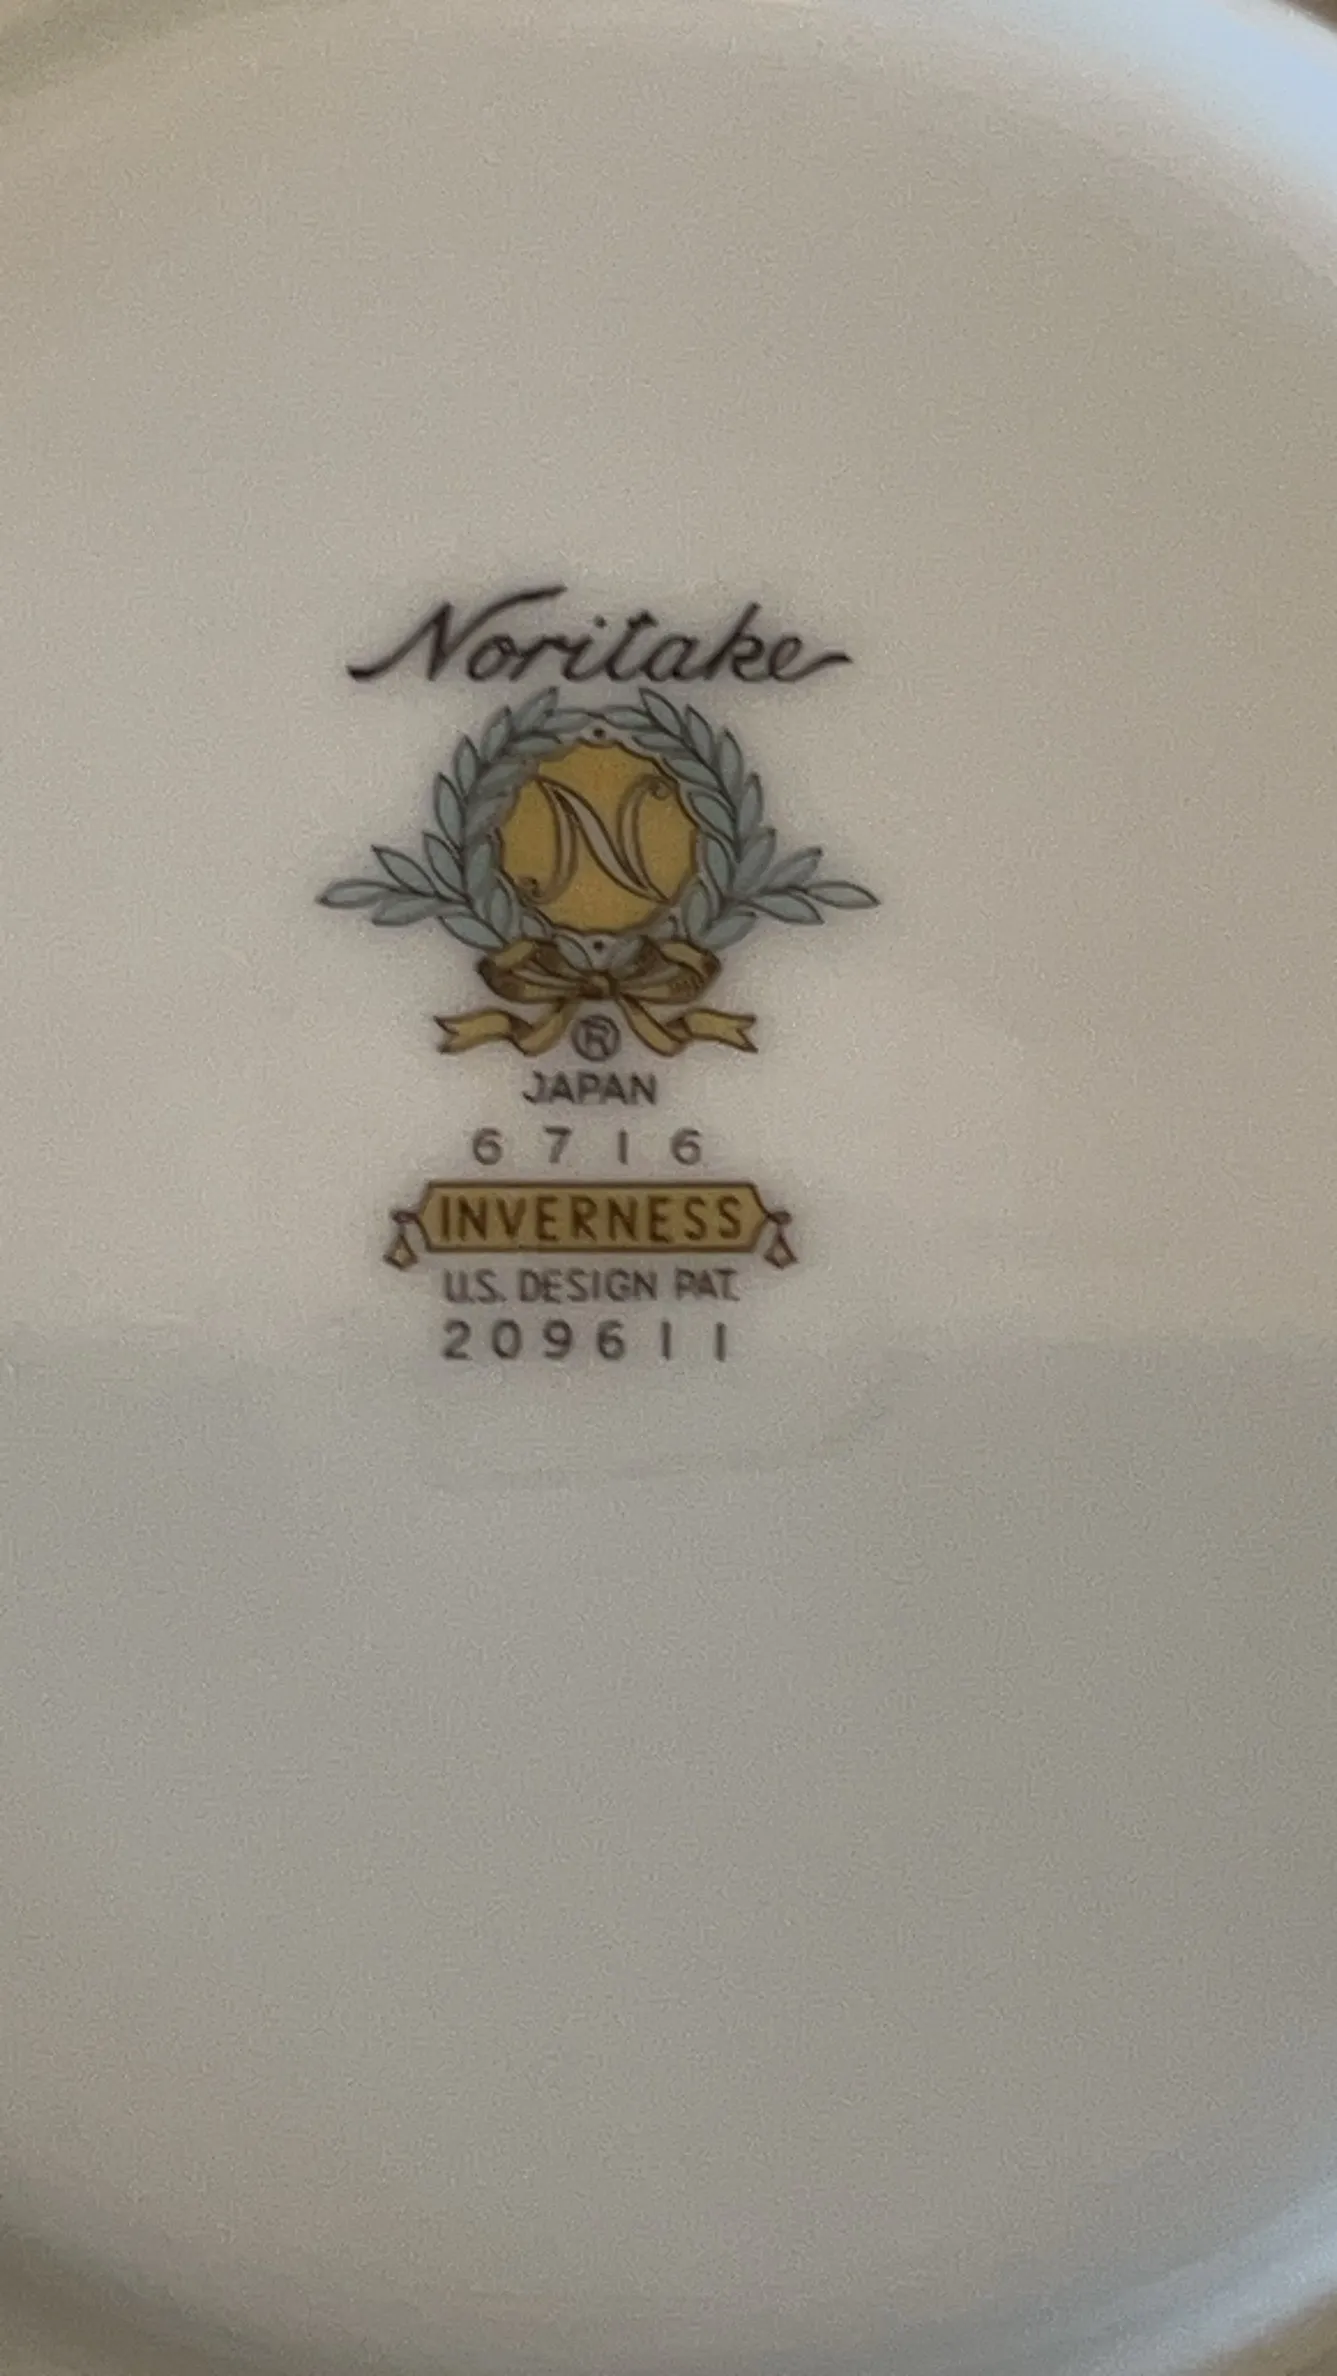 Noritake
N
®
JAPAN
6716
INVERNESS
U.S. DESIGN PAT.
209611